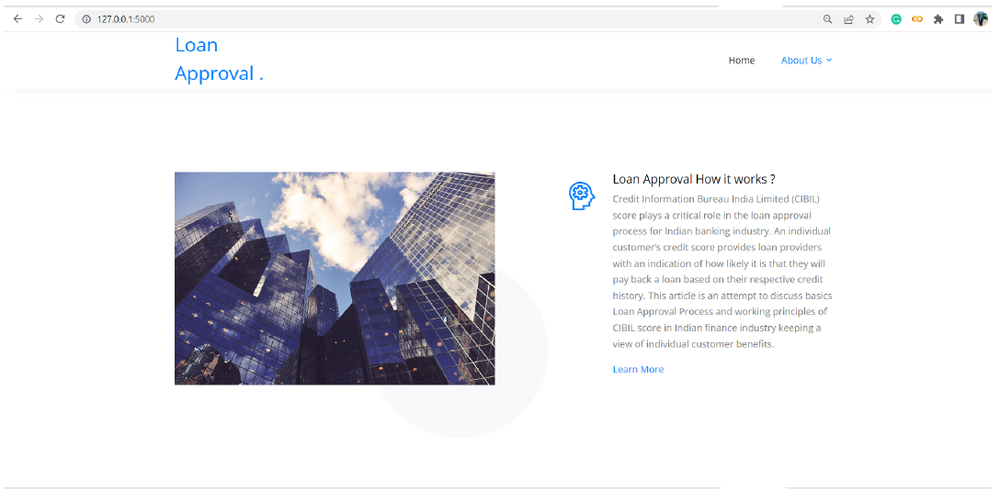 127.0.0.1:5000
Loan
Approval .
Home
About Us
Loan Approval How it works ?
Credit Information Bureau India Limited (CIBIL)
score plays a critical role in the loan approval
process for Indian banking industry. An individual
customer's credit score provides loan providers
with an indication of how likely it is that they will
pay back a loan based on their respective credit
history. This article is an attempt to discuss basics
Loan Approval Process and working principles of
CIBIL score in Indian finance industry keeping a
view of individual customer benefits.
Learn More